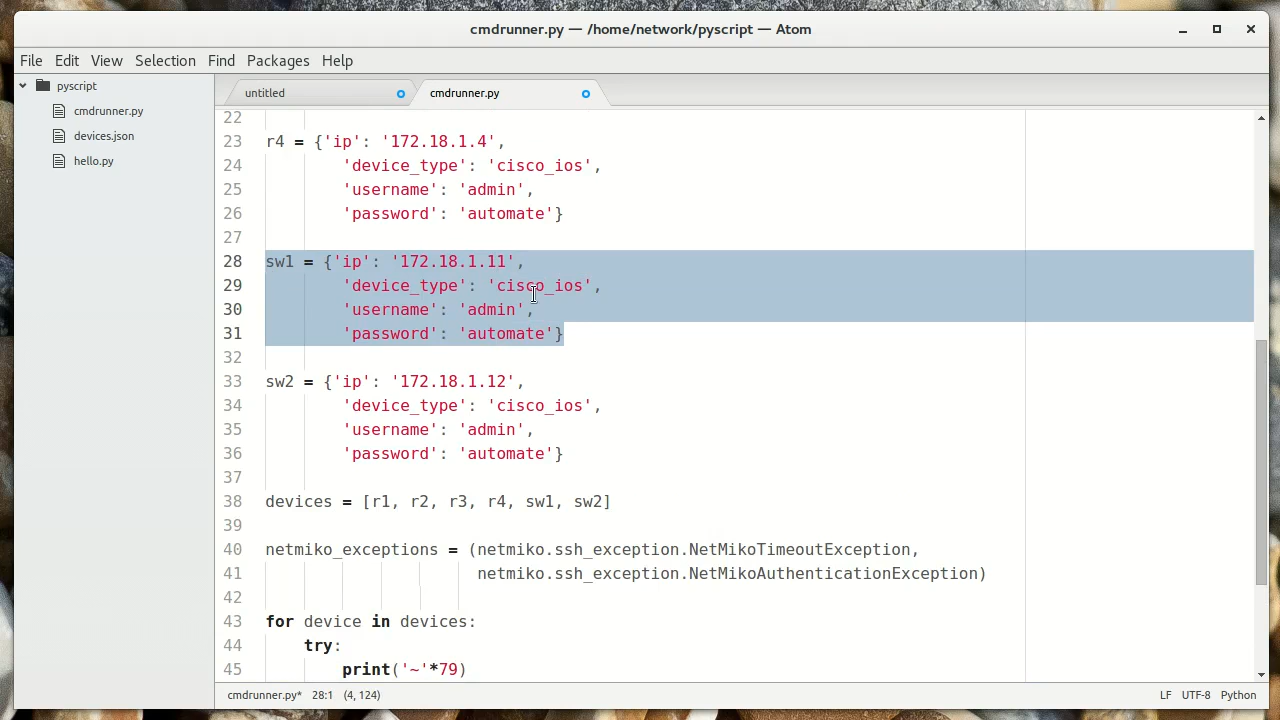 cmdrunner.py — /home/network/pyscript — Atom
File Edit View Selection Find Packages Help
pyscript
cmdrunner.py
devices.json
hello.py
untitled
cmdrunner.py
22
23 r4 = {'ip': '172.18.1.4',
24 'device_type': 'cisco_ios',
25 'username': 'admin',
26 'password': 'automate'}
27
28 sw1 = {'ip': '172.18.1.11',
29 'device_type': 'cisco_ios',
30 'username': 'admin',
31 'password': 'automate'}
32
33 sw2 = {'ip': '172.18.1.12',
34 'device_type': 'cisco_ios',
35 'username': 'admin',
36 'password': 'automate'}
37
38 devices = [r1, r2, r3, r4, sw1, sw2]
39
40 netmiko_exceptions = (netmiko.ssh_exception.NetMikoTimeoutException,
41 netmiko.ssh_exception.NetMikoAuthenticationException)
42
43 for device in devices:
44 try:
45 print('~'*79)
cmdrunner.py* 28:1 (4, 124) LF UTF-8 Python